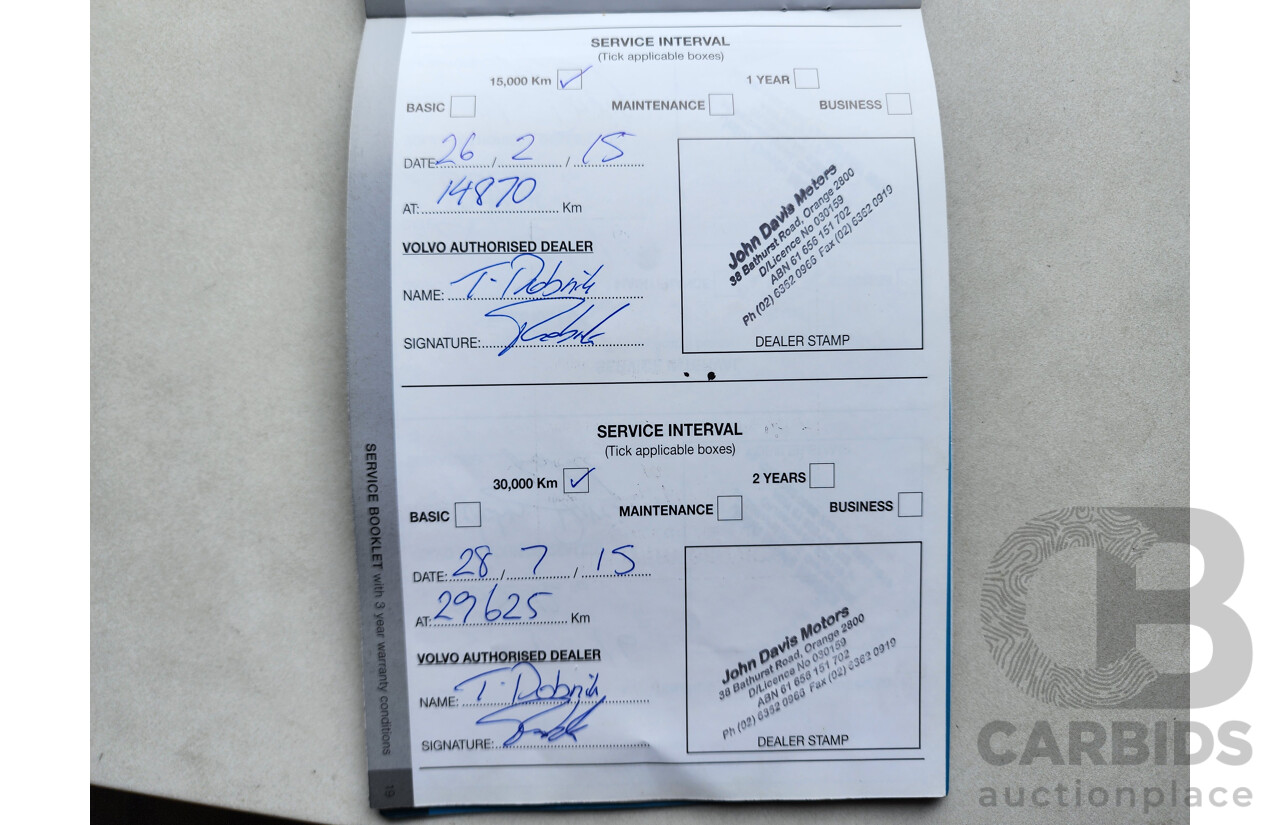 SERVICE INTERVAL
(Tick applicable boxes)
15,000 Km ✓ 1 YEAR
BASIC MAINTENANCE BUSINESS
DATE: 26 / 2 / 15
AT: 14870 Km
VOLVO AUTHORISED DEALER
NAME: T. Dobnik
SIGNATURE:
John Davis Motors
38 Bathurst Road, Orange 2800
D/Licence No 030159
ABN 61 656 151 702
Ph (02) 6362 0966 Fax (02) 6362 0919
DEALER STAMP
SERVICE INTERVAL
(Tick applicable boxes)
30,000 Km ✓ 2 YEARS
BASIC MAINTENANCE BUSINESS
DATE: 28 / 7 / 15
AT: 29625 Km
VOLVO AUTHORISED DEALER
NAME: T. Dobnik
SIGNATURE:
John Davis Motors
38 Bathurst Road, Orange 2800
D/Licence No 030159
ABN 61 656 151 702
Ph (02) 6362 0966 Fax (02) 6362 0919
DEALER STAMP
SERVICE BOOKLET with 3 year warranty conditions
19
CARBIDS
auctionplace